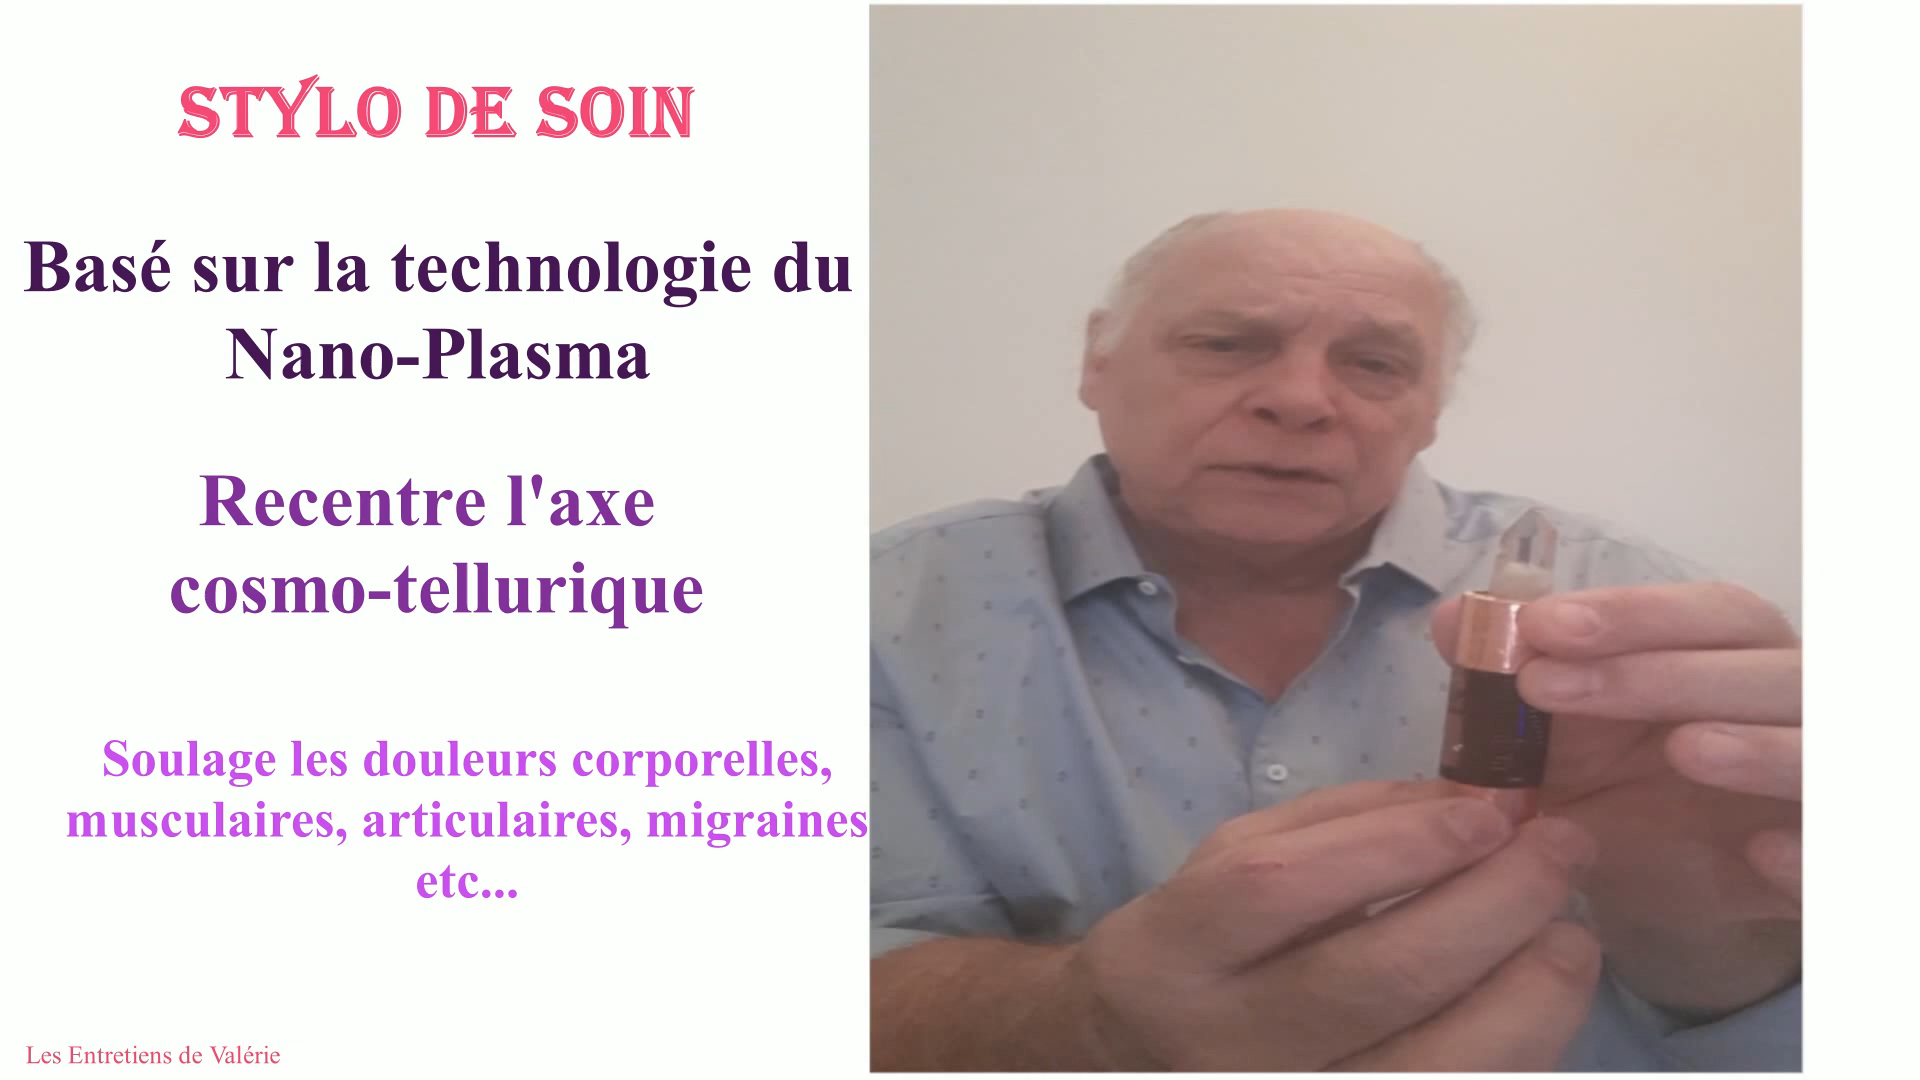 STYLO DE SOIN
Basé sur la technologie du
Nano-Plasma
Recentre l'axe
cosmo-tellurique
Soulage les douleurs corporelles,
musculaires, articulaires, migraines
etc...
Les Entretiens de Valérie